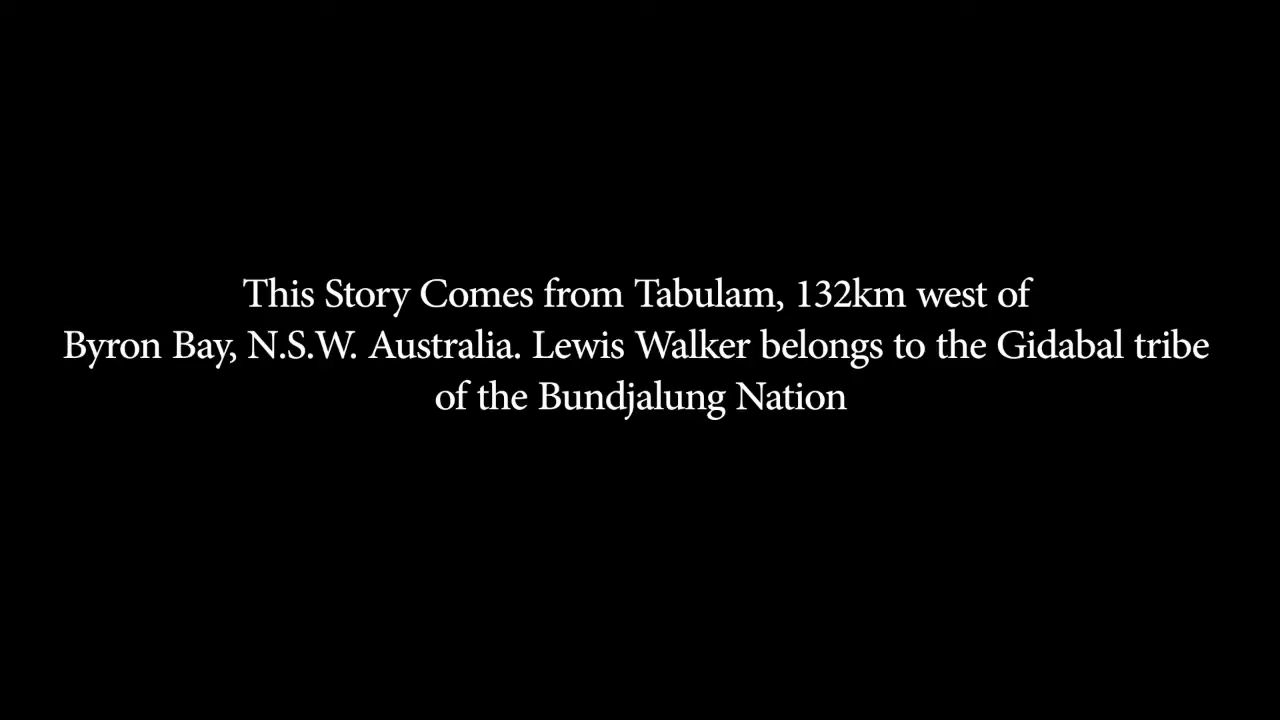 This Story Comes from Tabulam, 132km west of
Byron Bay, N.S.W. Australia. Lewis Walker belongs to the Gidabal tribe
of the Bundjalung Nation